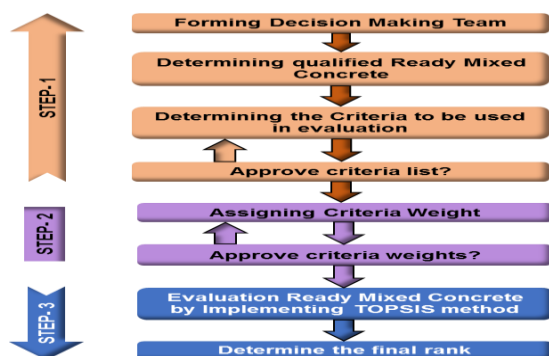 Forming Decision Making Team
Determining qualified Ready Mixed
Concrete
Determining the Criteria to be used
in evaluation
Approve criteria list?
STEP-1
Assigning Criteria Weight
Approve criteria weights?
STEP-2
Evaluation Ready Mixed Concrete
by Implementing TOPSIS method
Determine the final rank
STEP-3